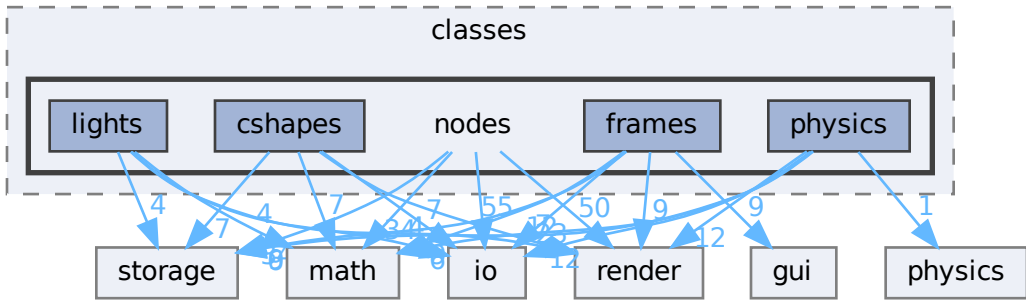 classes
lights cshapes nodes frames physics
4 7 4 7 7 55 50 9 9 12 1
12
storage math io render gui physics